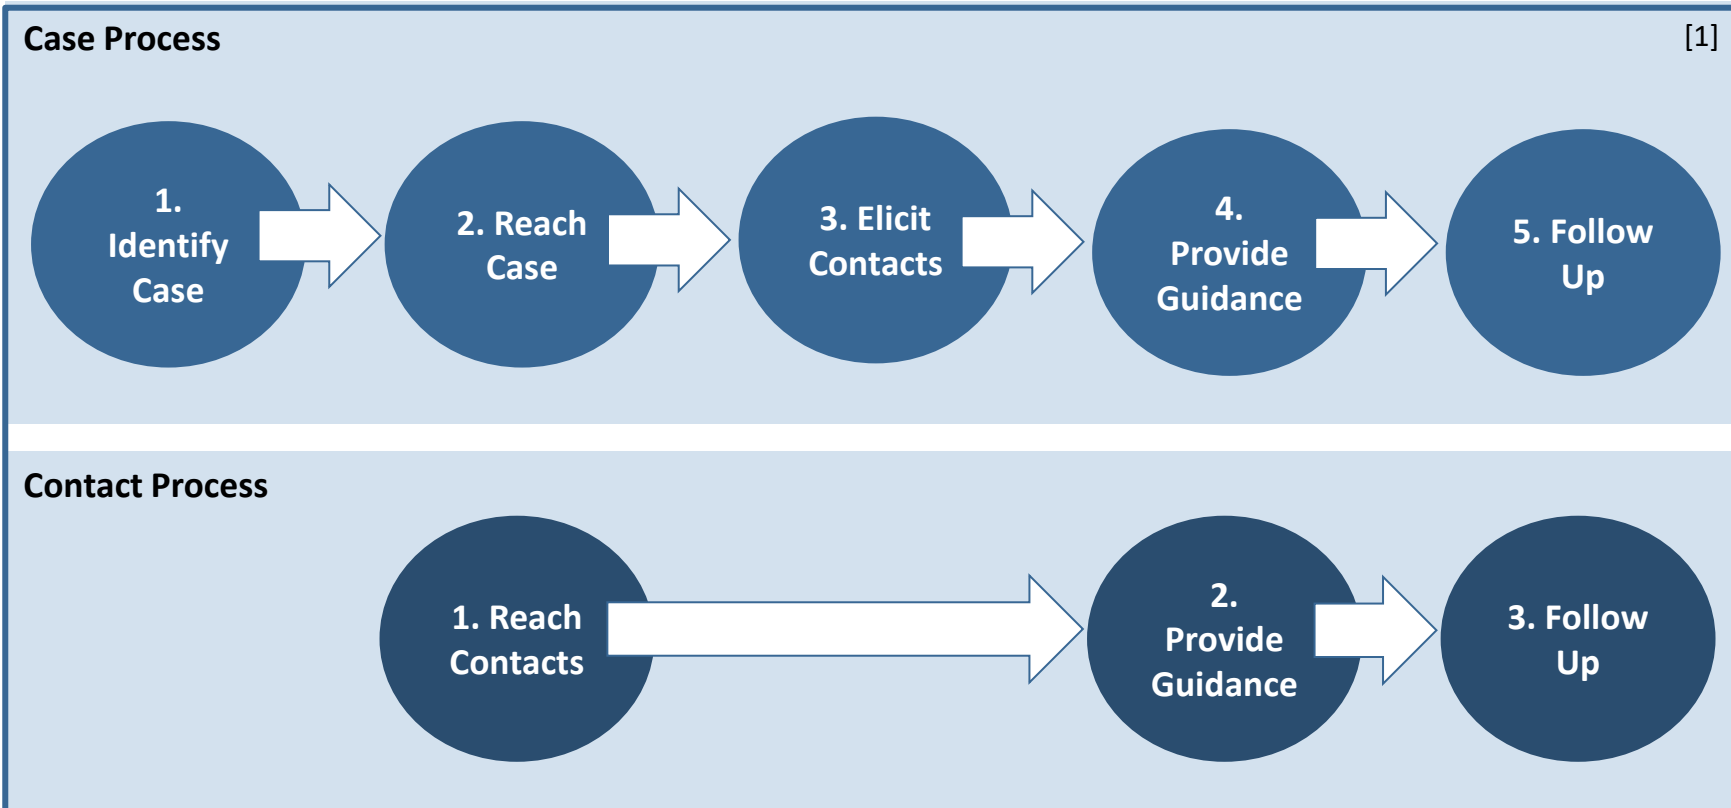 Case Process
[1]
1.
Identify
Case
2. Reach
Case
3. Elicit
Contacts
4.
Provide
Guidance
5. Follow
Up
Contact Process
1. Reach
Contacts
2.
Provide
Guidance
3. Follow
Up